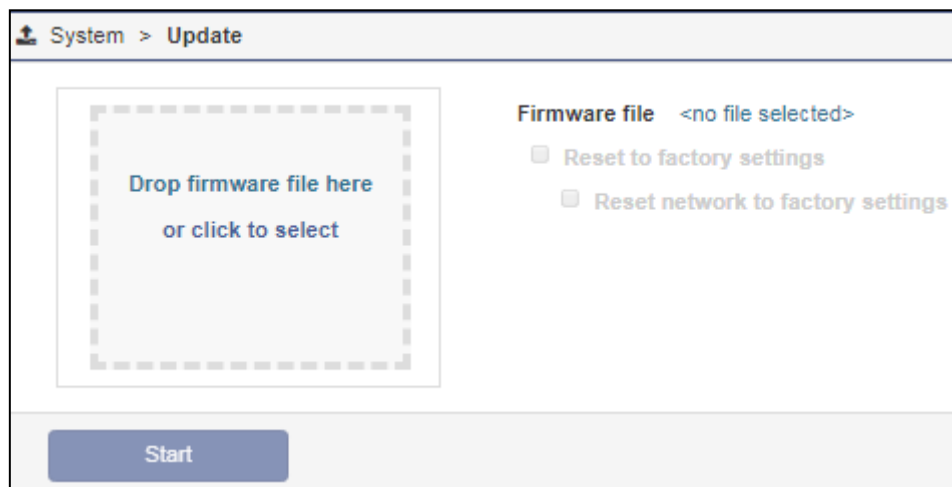 System > Update
Drop firmware file here
or click to select
Firmware file <no file selected>
Reset to factory settings
Reset network to factory settings
Start